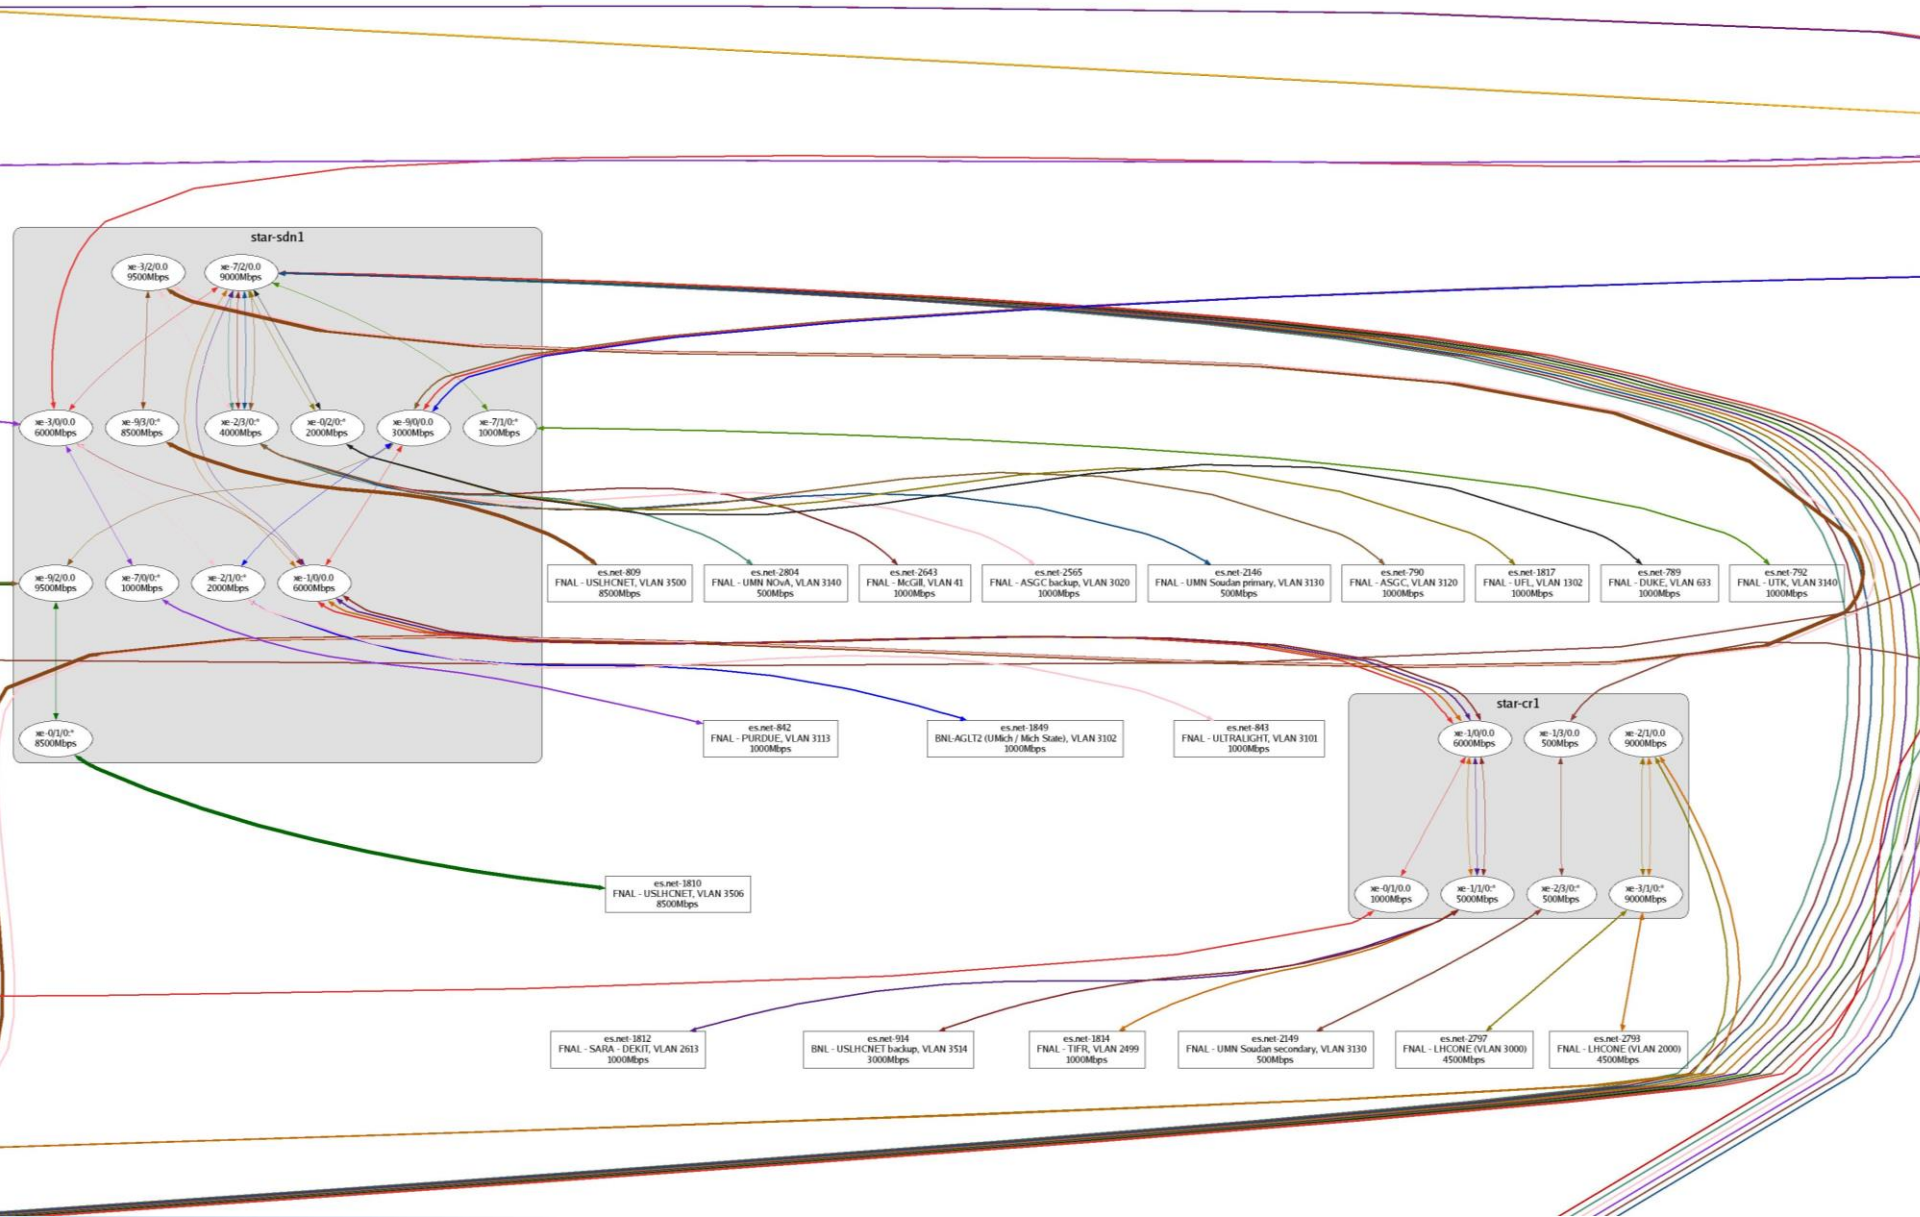 star-sdn1
xe-3/2/0.0
9500Mbps
xe-7/2/0.0
9000Mbps
xe-3/0/0.0
6000Mbps
xe-9/3/0:*
8500Mbps
xe-2/3/0:*
4000Mbps
xe-0/2/0:*
2000Mbps
xe-9/0/0.0
3000Mbps
xe-7/1/0:*
1000Mbps
xe-9/2/0.0
9500Mbps
xe-7/0/0:*
1000Mbps
xe-2/1/0:*
2000Mbps
xe-1/0/0.0
6000Mbps
es.net-809
FNAL - USLHCNET, VLAN 3500
8500Mbps
es.net-2804
FNAL - UMN NOvA, VLAN 3140
500Mbps
es.net-2643
FNAL - McGill, VLAN 41
1000Mbps
es.net-2565
FNAL - ASGC backup, VLAN 3020
1000Mbps
es.net-2146
FNAL - UMN Soudan primary, VLAN 3130
500Mbps
es.net-790
FNAL - ASGC, VLAN 3120
1000Mbps
es.net-1817
FNAL - UFL, VLAN 1302
1000Mbps
es.net-789
FNAL - DUKE, VLAN 633
1000Mbps
es.net-792
FNAL - UTK, VLAN 3140
1000Mbps
xe-0/1/0:*
8500Mbps
es.net-842
FNAL - PURDUE, VLAN 3113
1000Mbps
es.net-1849
BNL-AGLT2 (UMich / Mich State), VLAN 3102
1000Mbps
es.net-843
FNAL - ULTRALIGHT, VLAN 3101
1000Mbps
star-cr1
xe-1/0/0.0
6000Mbps
xe-1/3/0.0
500Mbps
xe-2/1/0.0
9000Mbps
es.net-1810
FNAL - USLHCNET, VLAN 3506
8500Mbps
xe-0/1/0.0
1000Mbps
xe-1/1/0:*
5000Mbps
xe-2/3/0:*
500Mbps
xe-3/1/0:*
9000Mbps
es.net-1812
FNAL - SARA - DEKIT, VLAN 2613
1000Mbps
es.net-914
BNL - USLHCNET backup, VLAN 3514
3000Mbps
es.net-1814
FNAL - TIFR, VLAN 2499
1000Mbps
es.net-2149
FNAL - UMN Soudan secondary, VLAN 3130
500Mbps
es.net-2797
FNAL - LHCONE (VLAN 3000)
4500Mbps
es.net-2793
FNAL - LHCONE (VLAN 2000)
4500Mbps